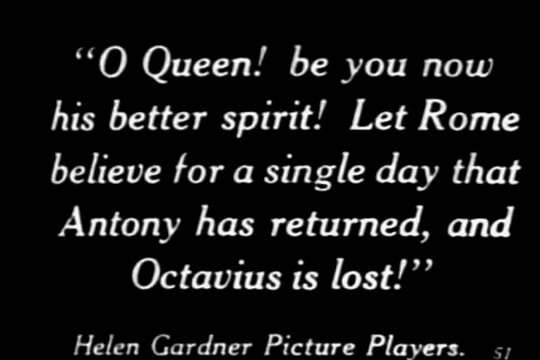 “O Queen! be you now
his better spirit! Let Rome
believe for a single day that
Antony has returned, and
Octavius is lost!”
Helen Gardner Picture Players. 51